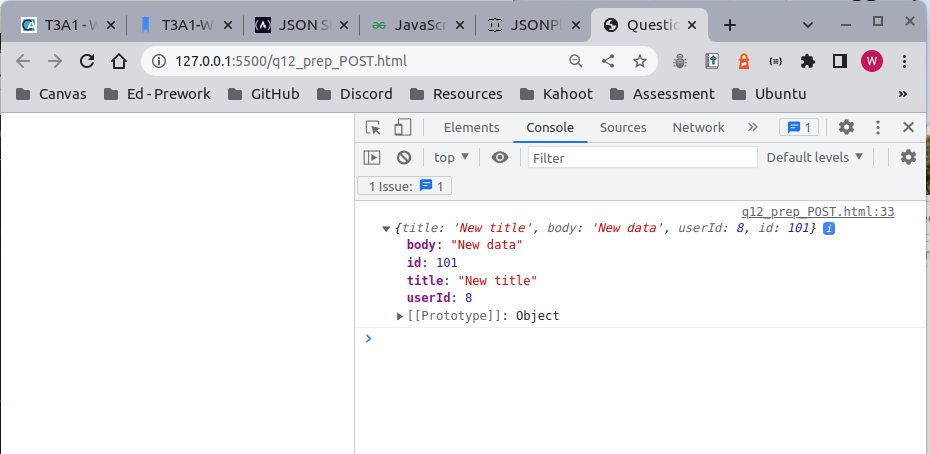 T3A1 - W
T3A1-W
JSON S
JavaScr
JSONPl
Questio
127.0.0.1:5500/q12_prep_POST.html
W
Canvas
Ed - Prework
GitHub
Discord
Resources
Kahoot
Assessment
Ubuntu
»
Elements
Console
Sources
Network
»
1
top
Filter
Default levels
1 Issue: 1
q12_prep_POST.html:33
{title: 'New title', body: 'New data', userId: 8, id: 101}
body: "New data"
id: 101
title: "New title"
userId: 8
[[Prototype]]: Object